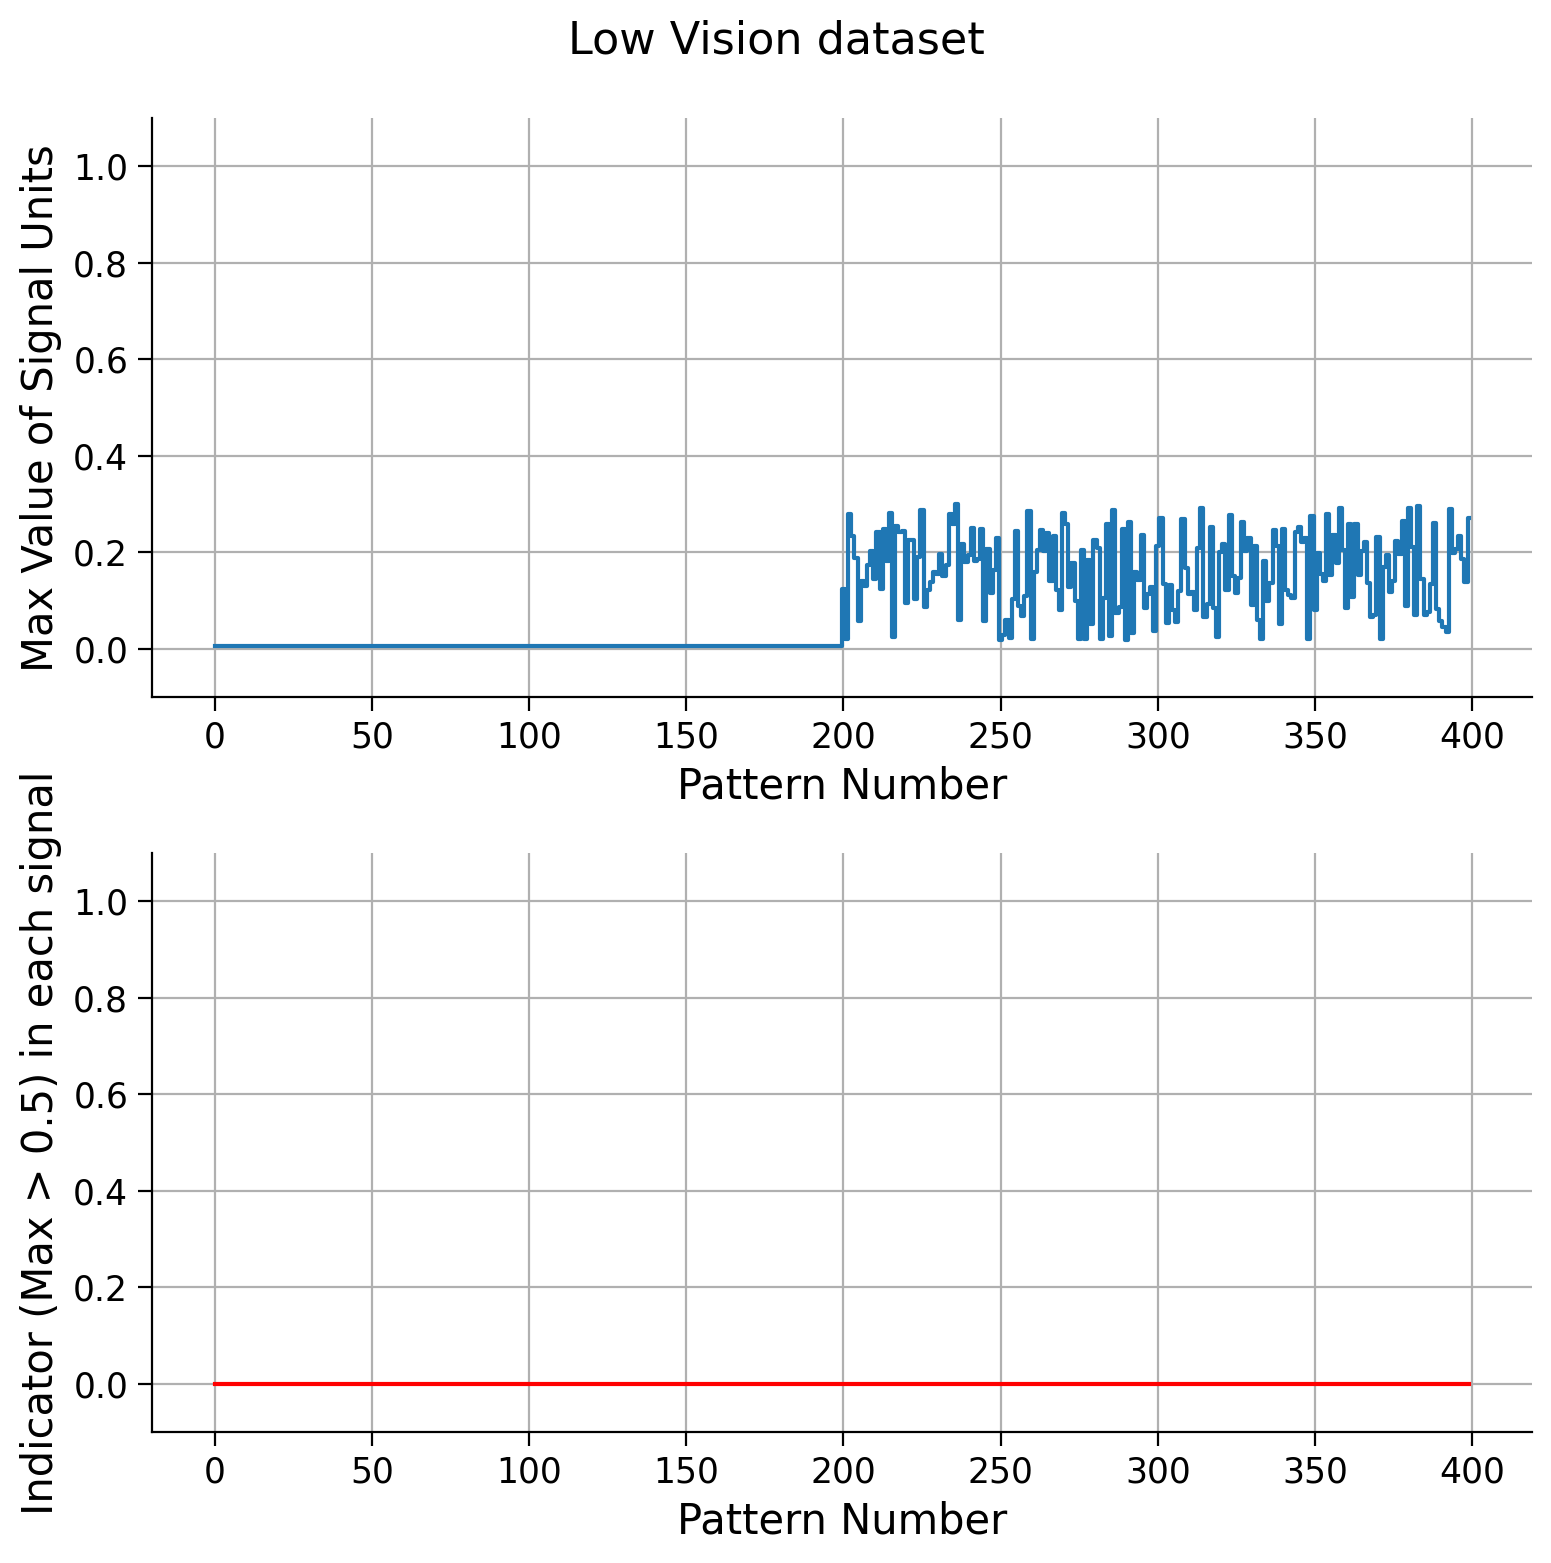 Low Vision dataset
Max Value of Signal Units
1.0
0.8
0.6
0.4
0.2
0.0
0 50 100 150 200 250 300 350 400
Pattern Number
Indicator (Max > 0.5) in each signal
1.0
0.8
0.6
0.4
0.2
0.0
0 50 100 150 200 250 300 350 400
Pattern Number